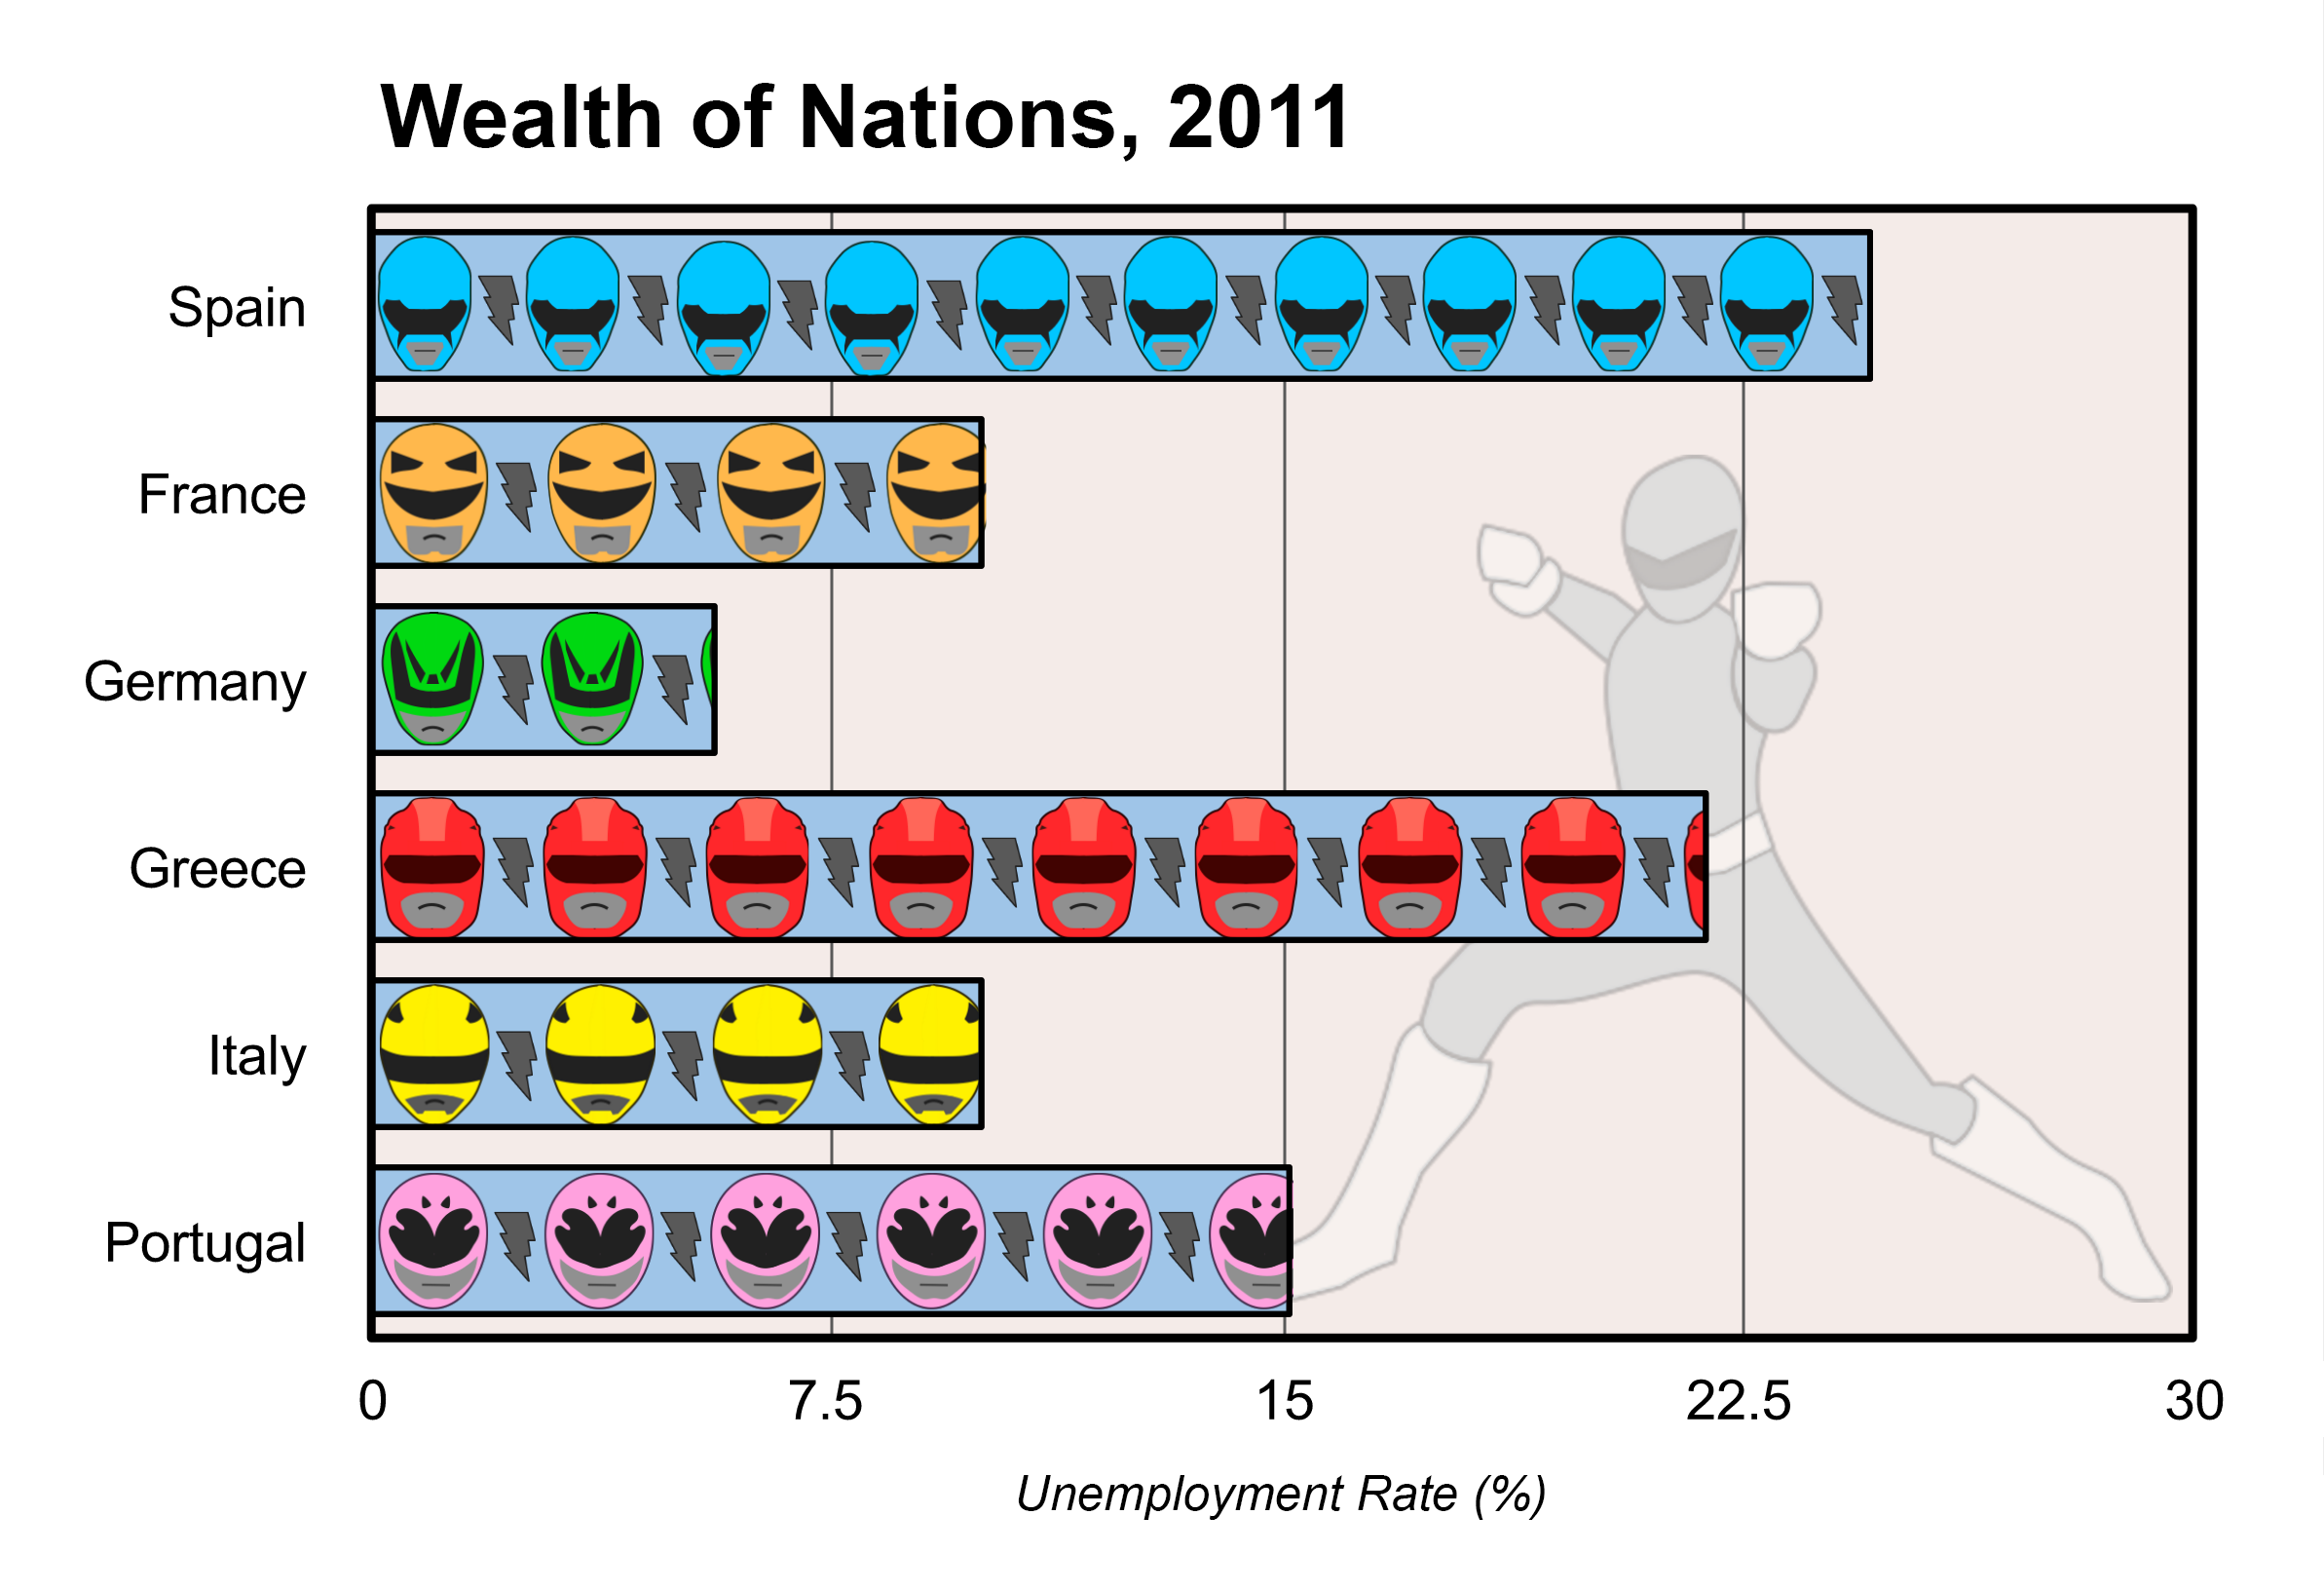 Wealth of Nations, 2011
Spain
France
Germany
Greece
Italy
Portugal
0 7.5 15 22.5 30
Unemployment Rate (%)